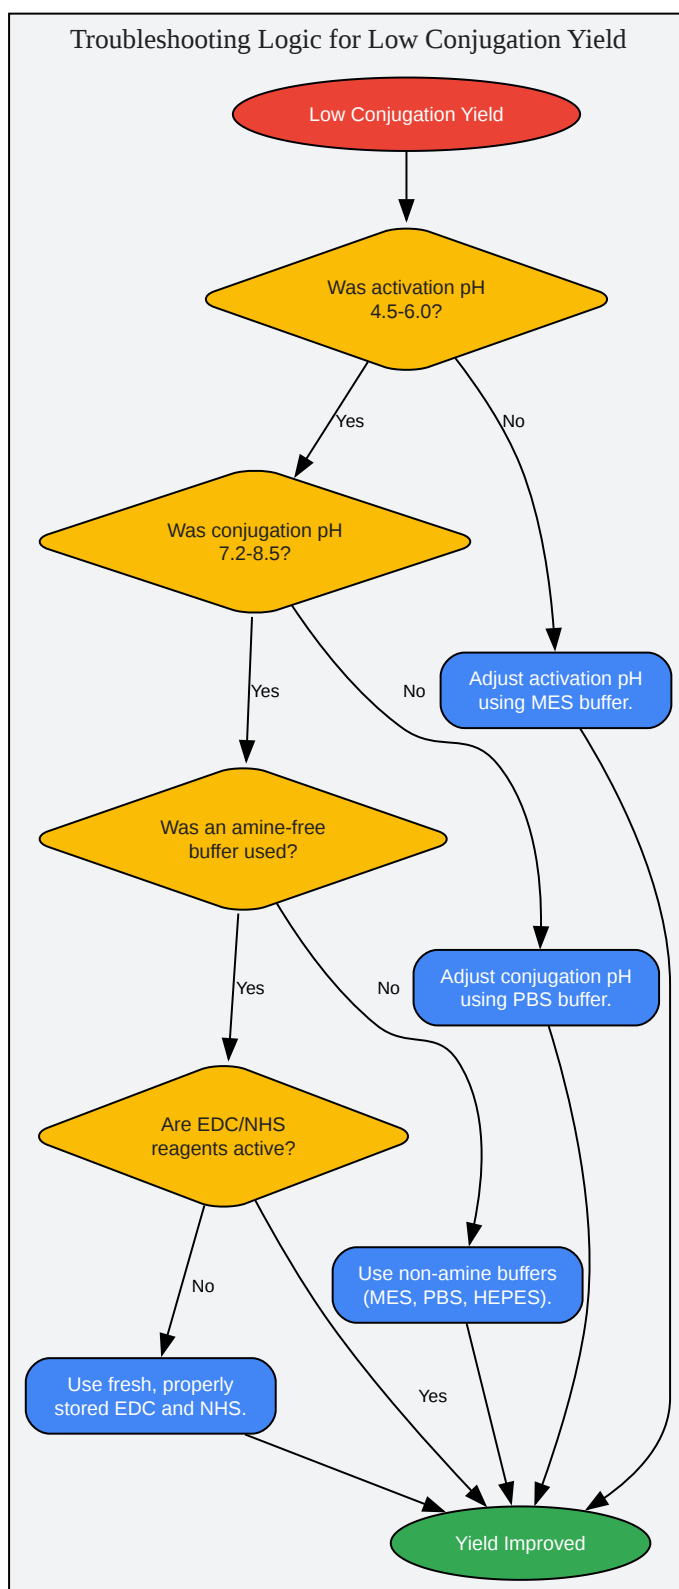 Troubleshooting Logic for Low Conjugation Yield
Low Conjugation Yield
Was activation pH
4.5-6.0?
Yes
No
Was conjugation pH
7.2-8.5?
Adjust activation pH
using MES buffer.
Yes
No
Was an amine-free
buffer used?
Adjust conjugation pH
using PBS buffer.
Yes
No
Are EDC/NHS
reagents active?
Use non-amine buffers
(MES, PBS, HEPES).
No
Use fresh, properly
stored EDC and NHS.
Yes
Yield Improved